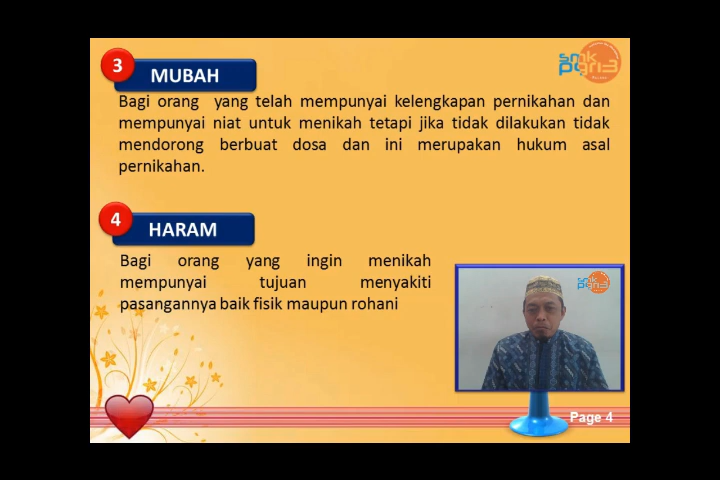 3
MUBAH
smk
PGRI3
Bagi orang yang telah mempunyai kelengkapan pernikahan dan
mempunyai niat untuk menikah tetapi jika tidak dilakukan tidak
mendorong berbuat dosa dan ini merupakan hukum asal
pernikahan.
4
HARAM
Bagi orang yang ingin menikah
mempunyai tujuan menyakiti
pasangannya baik fisik maupun rohani
Page 4